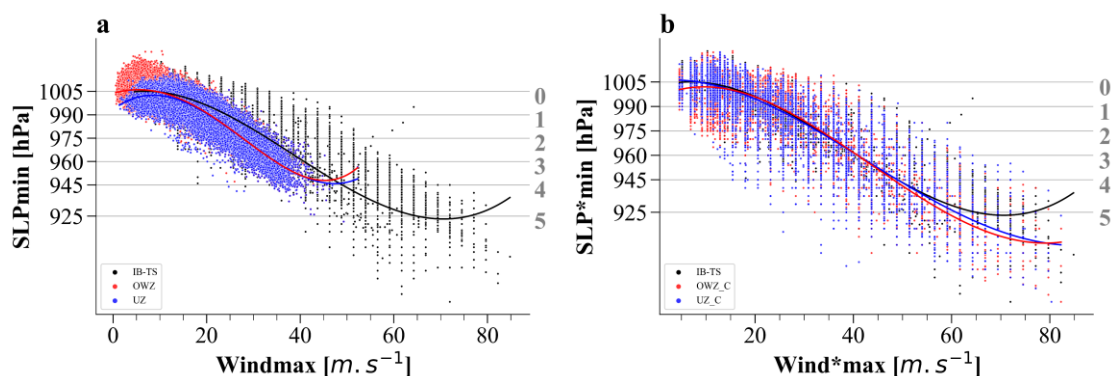 a
SLPmin [hPa]
1005
990
975
960
945
925
0
1
2
3
4
5
IB-TS
OWZ
UZ
0
20
40
60
80
Windmax [m.s⁻¹]
b
SLP*min [hPa]
1005
990
975
960
945
925
0
1
2
3
4
5
IB-TS
OWZ_C
UZ_C
20
40
60
80
Wind*max [m.s⁻¹]